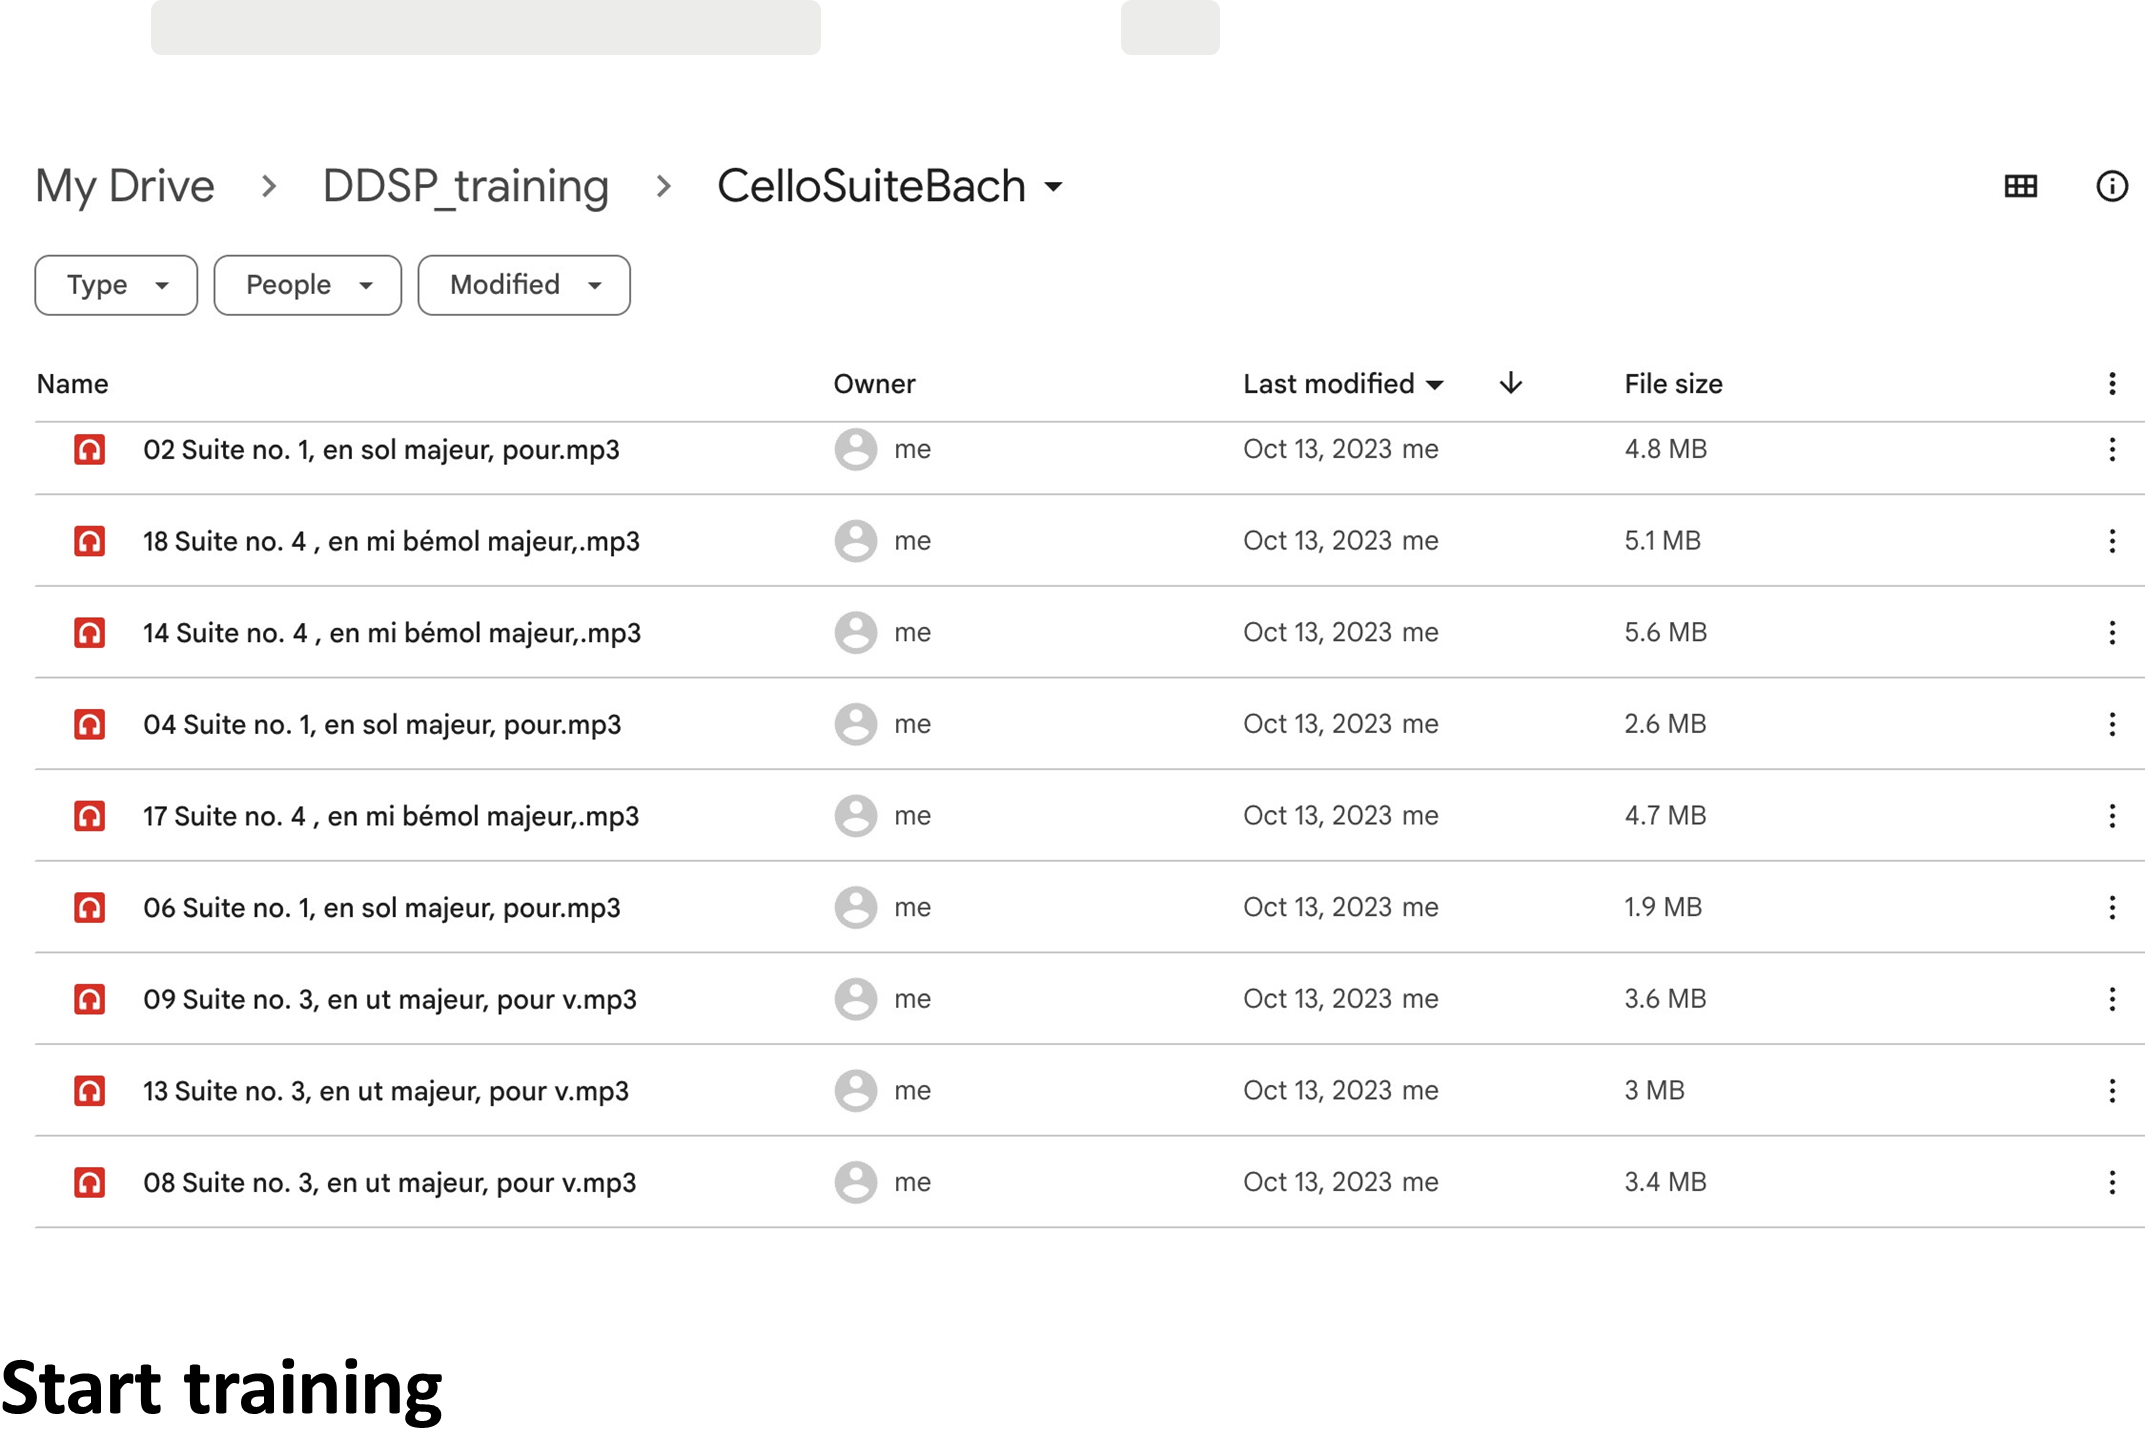 My Drive > DDSP_training > CelloSuiteBach
Type People Modified
Name Owner Last modified File size
02 Suite no. 1, en sol majeur, pour.mp3 me Oct 13, 2023 me 4.8 MB
18 Suite no. 4 , en mi bémol majeur,.mp3 me Oct 13, 2023 me 5.1 MB
14 Suite no. 4 , en mi bémol majeur,.mp3 me Oct 13, 2023 me 5.6 MB
04 Suite no. 1, en sol majeur, pour.mp3 me Oct 13, 2023 me 2.6 MB
17 Suite no. 4 , en mi bémol majeur,.mp3 me Oct 13, 2023 me 4.7 MB
06 Suite no. 1, en sol majeur, pour.mp3 me Oct 13, 2023 me 1.9 MB
09 Suite no. 3, en ut majeur, pour v.mp3 me Oct 13, 2023 me 3.6 MB
13 Suite no. 3, en ut majeur, pour v.mp3 me Oct 13, 2023 me 3 MB
08 Suite no. 3, en ut majeur, pour v.mp3 me Oct 13, 2023 me 3.4 MB
Start training